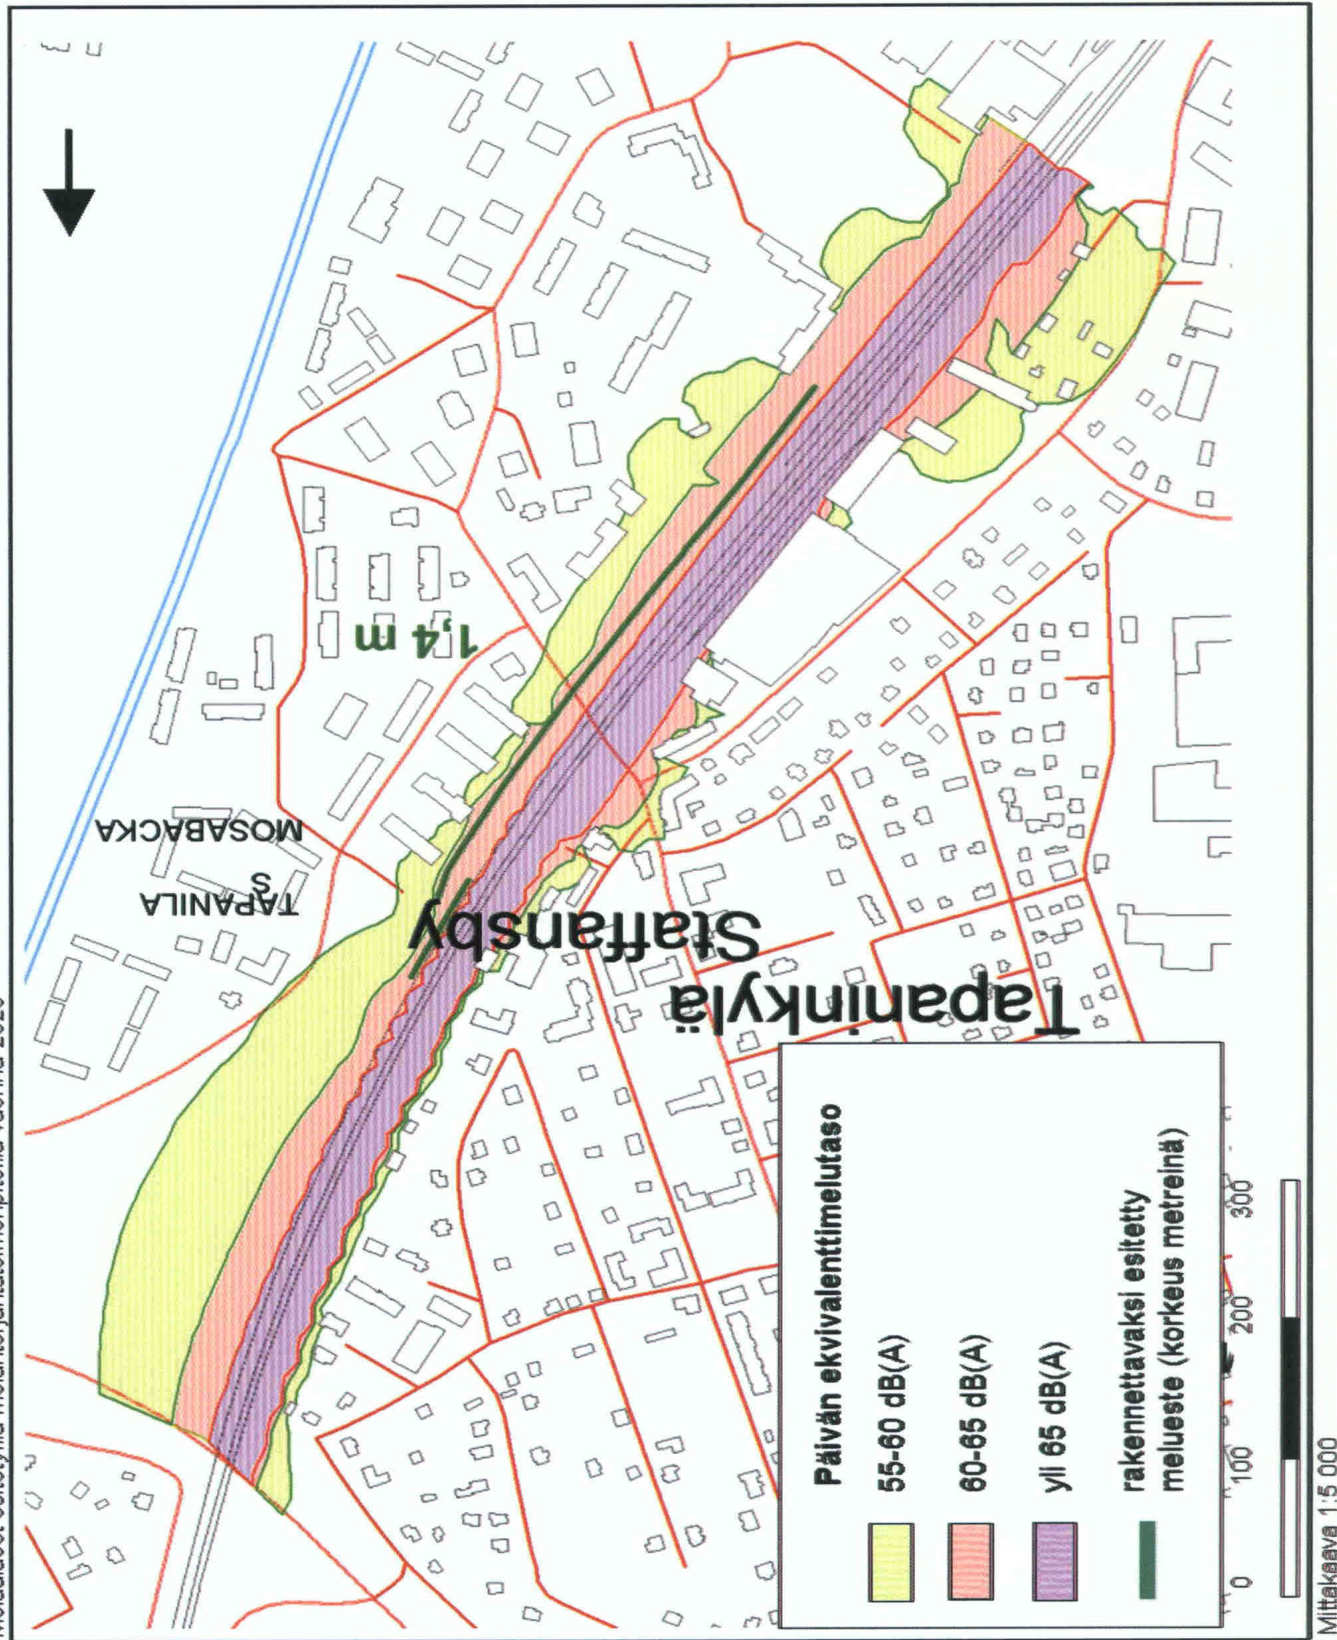 TAPANILA
S
MOSABACKA
1,4 m
Tapaninkylä
Staffansby
Päivän ekvivalenttimelutaso
55-60 dB(A)
60-65 dB(A)
yli 65 dB(A)
rakennettavaksi esitetty
melueste (korkeus metreinä)
0 100 200 300
Mittakaava 1:5 000